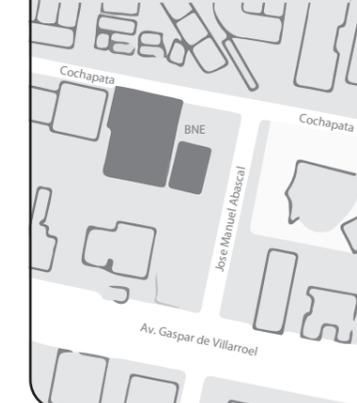 Cochapata
Cochapata
BNE
Jose Manuel Abascal
Av. Gaspar de Villarroel